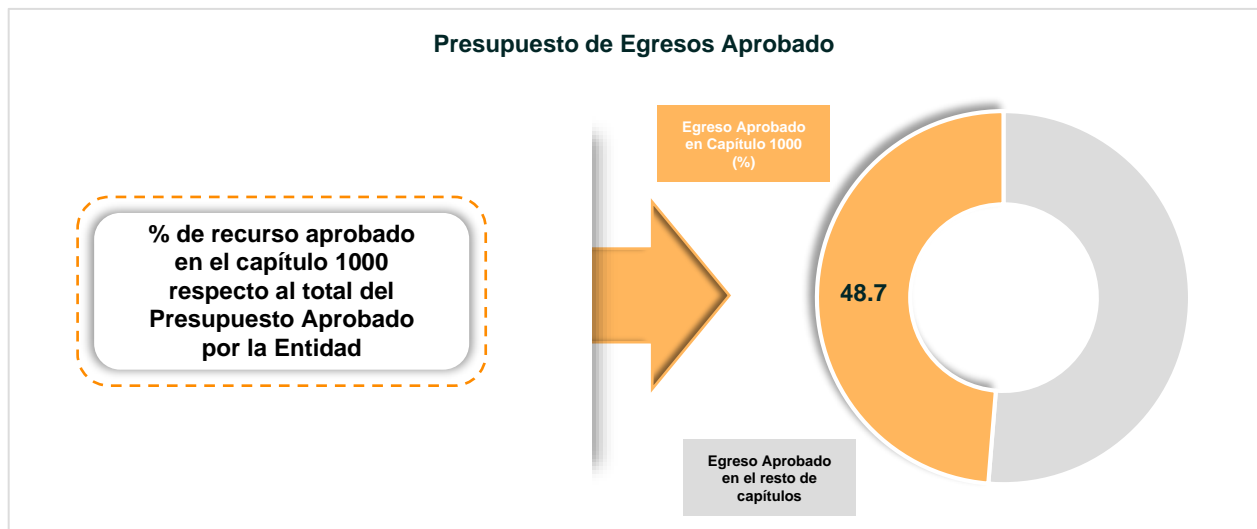 Presupuesto de Egresos Aprobado
% de recurso aprobado
en el capítulo 1000
respecto al total del
Presupuesto Aprobado
por la Entidad
Egreso Aprobado
en Capítulo 1000
(%)
48.7
Egreso Aprobado
en el resto de
capítulos